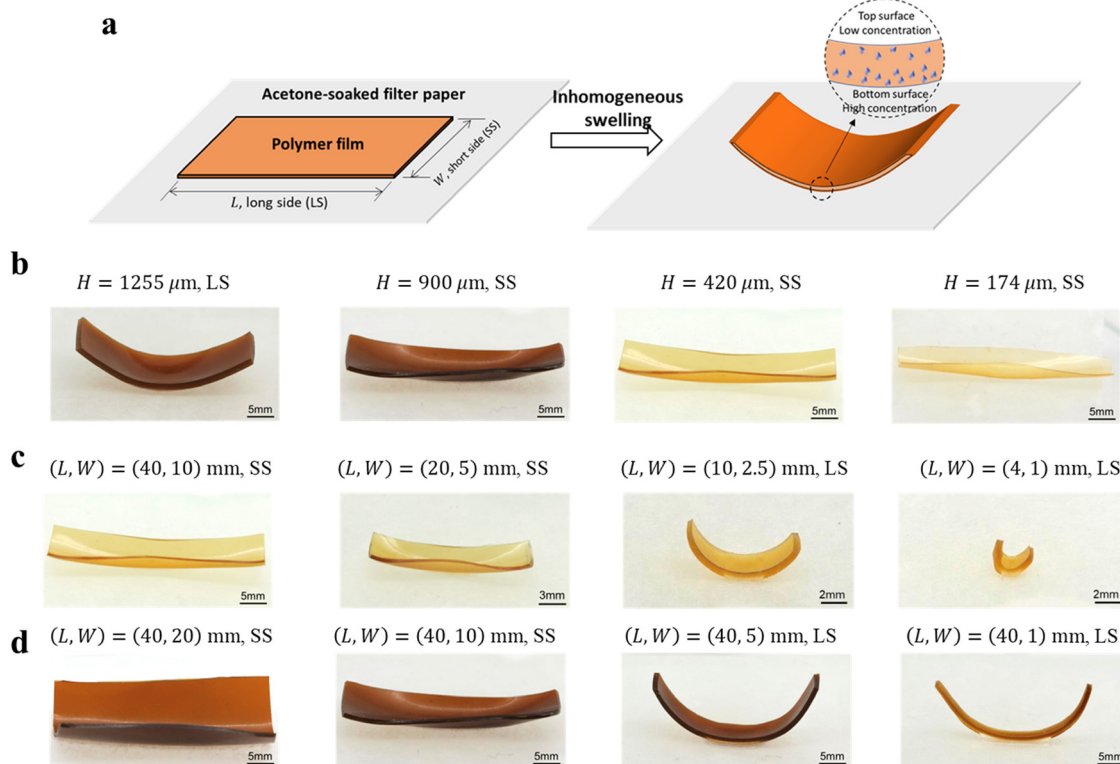 a
Top surface
Low concentration
Acetone-soaked filter paper
Inhomogeneous
swelling
Bottom surface
High concentration
Polymer film
W, short side (SS)
L, long side (LS)
b
H = 1255 μm, LS
H = 900 μm, SS
H = 420 μm, SS
H = 174 μm, SS
5mm
5mm
5mm
5mm
c
(L, W) = (40, 10) mm, SS
(L, W) = (20, 5) mm, SS
(L, W) = (10, 2.5) mm, LS
(L, W) = (4, 1) mm, LS
5mm
3mm
2mm
2mm
d
(L, W) = (40, 20) mm, SS
(L, W) = (40, 10) mm, SS
(L, W) = (40, 5) mm, LS
(L, W) = (40, 1) mm, LS
5mm
5mm
5mm
5mm